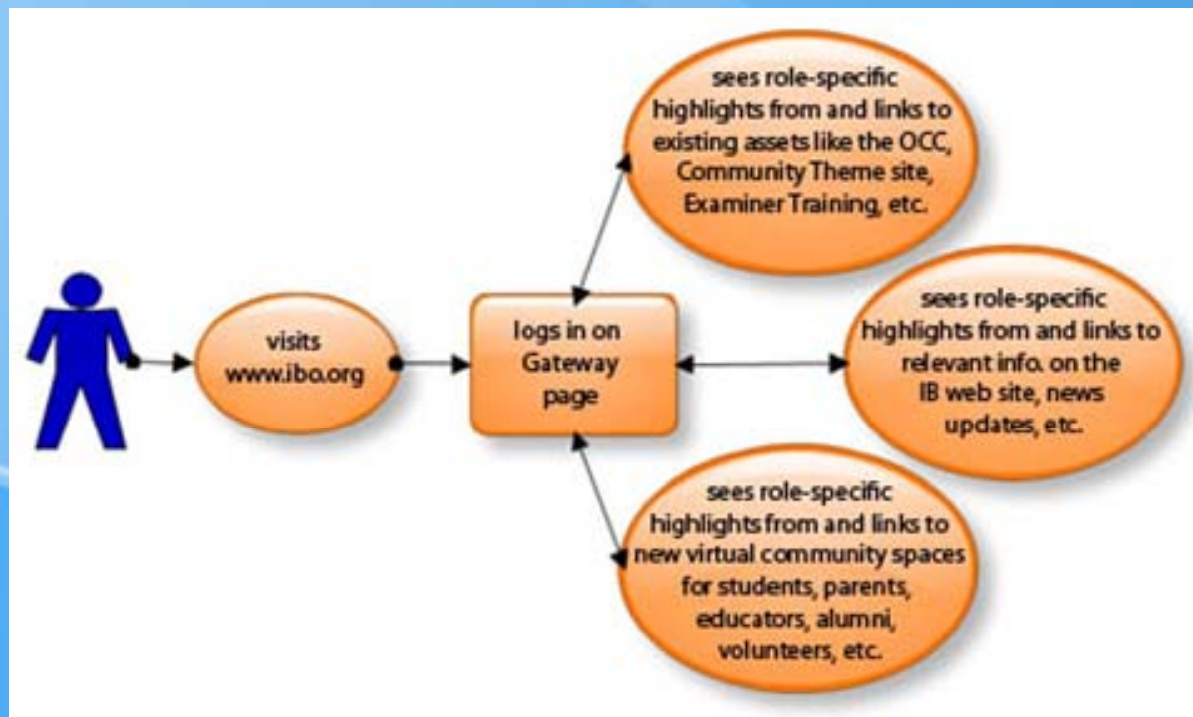 visits
www.ibo.org
logs in on
Gateway
page
sees role-specific
highlights from and links to
existing assets like the OCC,
Community Theme site,
Examiner Training, etc.
sees role-specific
highlights from and links to
relevant info. on the
IB web site, news
updates, etc.
sees role-specific
highlights from and links to
new virtual community spaces
for students, parents,
educators, alumni,
volunteers, etc.